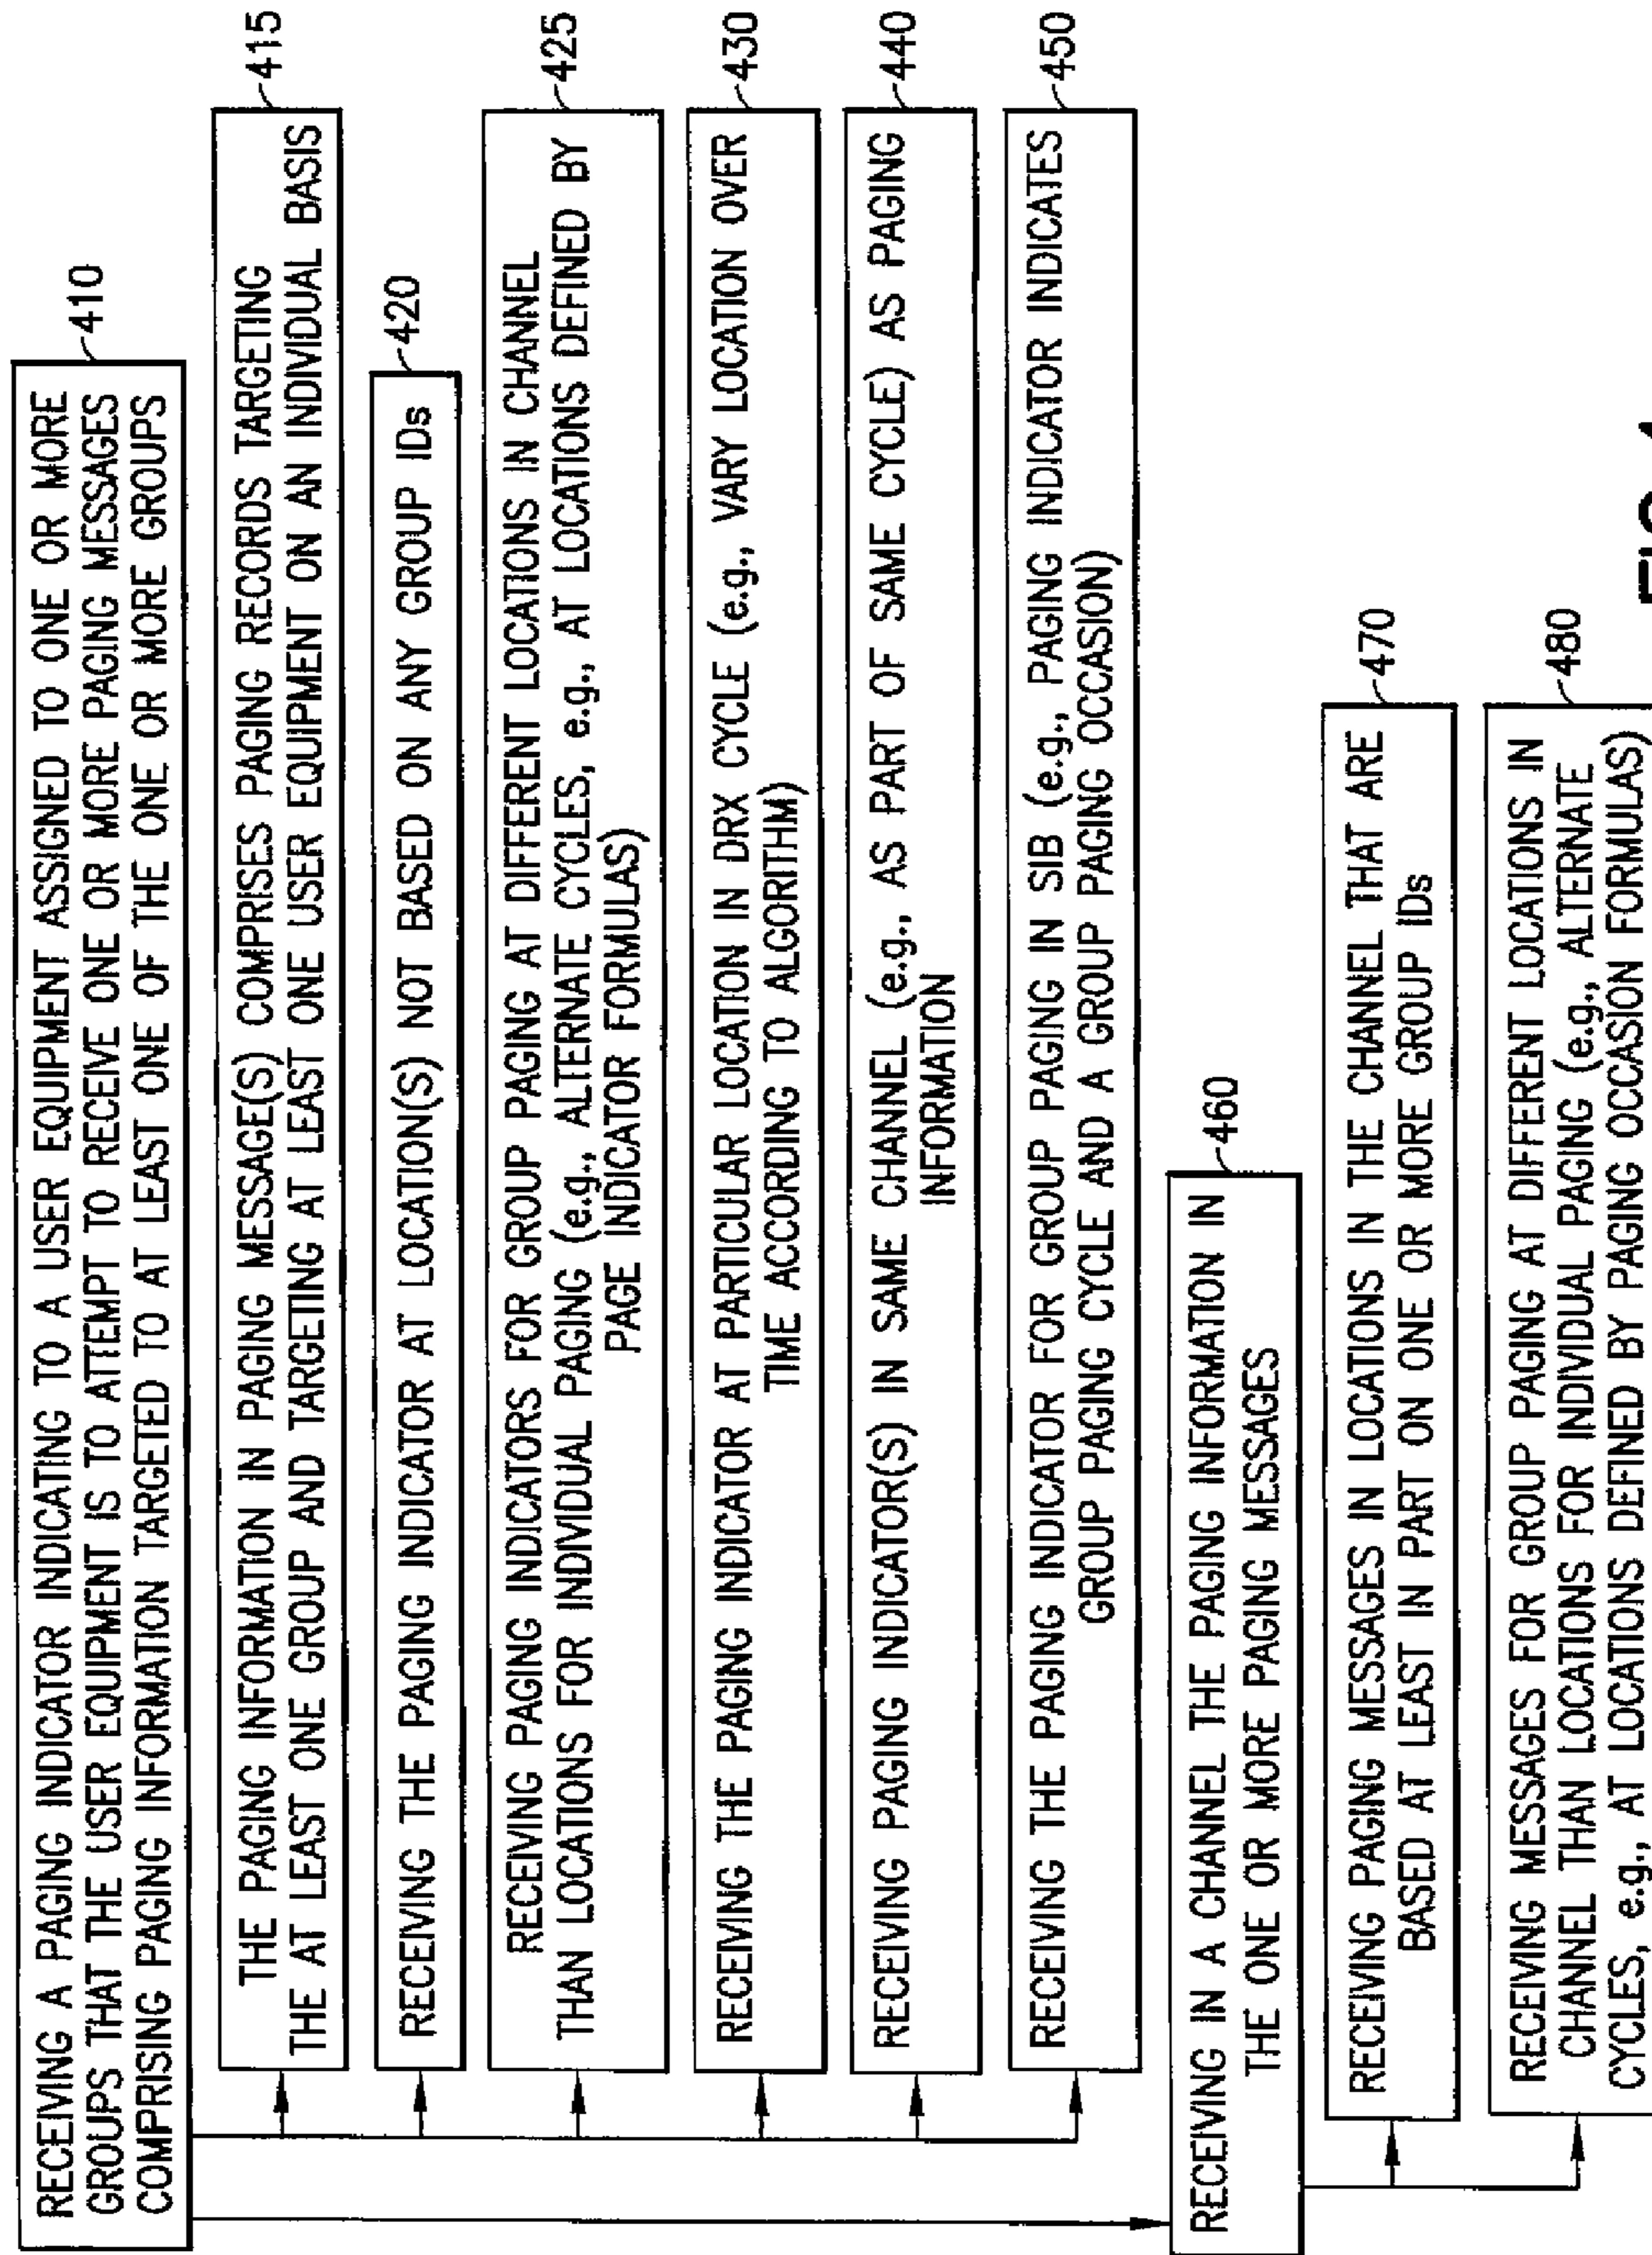 RECEIVING A PAGING INDICATOR INDICATING TO A USER EQUIPMENT ASSIGNED TO ONE OR MORE
GROUPS THAT THE USER EQUIPMENT IS TO ATTEMPT TO RECEIVE ONE OR MORE PAGING MESSAGES
COMPRISING PAGING INFORMATION TARGETED TO AT LEAST ONE OF THE ONE OR MORE GROUPS
410
THE PAGING INFORMATION IN PAGING MESSAGE(S) COMPRISES PAGING RECORDS TARGETING
THE AT LEAST ONE GROUP AND TARGETING AT LEAST ONE USER EQUIPMENT ON AN INDIVIDUAL BASIS
415
RECEIVING THE PAGING INDICATOR AT LOCATION(S) NOT BASED ON ANY GROUP IDs
420
RECEIVING PAGING INDICATORS FOR GROUP PAGING AT DIFFERENT LOCATIONS IN CHANNEL
THAN LOCATIONS FOR INDIVIDUAL PAGING (e.g., ALTERNATE CYCLES, e.g., AT LOCATIONS DEFINED BY
PAGE INDICATOR FORMULAS)
425
RECEIVING THE PAGING INDICATOR AT PARTICULAR LOCATION IN DRX CYCLE (e.g., VARY LOCATION OVER
TIME ACCORDING TO ALGORITHM)
430
RECEIVING PAGING INDICATOR(S) IN SAME CHANNEL (e.g., AS PART OF SAME CYCLE) AS PAGING
INFORMATION
440
RECEIVING THE PAGING INDICATOR FOR GROUP PAGING IN SIB (e.g., PAGING INDICATOR INDICATES
GROUP PAGING CYCLE AND A GROUP PAGING OCCASION)
450
RECEIVING IN A CHANNEL THE PAGING INFORMATION IN
THE ONE OR MORE PAGING MESSAGES
460
RECEIVING PAGING MESSAGES IN LOCATIONS IN THE CHANNEL THAT ARE
BASED AT LEAST IN PART ON ONE OR MORE GROUP IDs
470
RECEIVING MESSAGES FOR GROUP PAGING AT DIFFERENT LOCATIONS IN
CHANNEL THAN LOCATIONS FOR INDIVIDUAL PAGING (e.g., ALTERNATE
CYCLES, e.g., AT LOCATIONS DEFINED BY PAGING OCCASION FORMULAS)
480